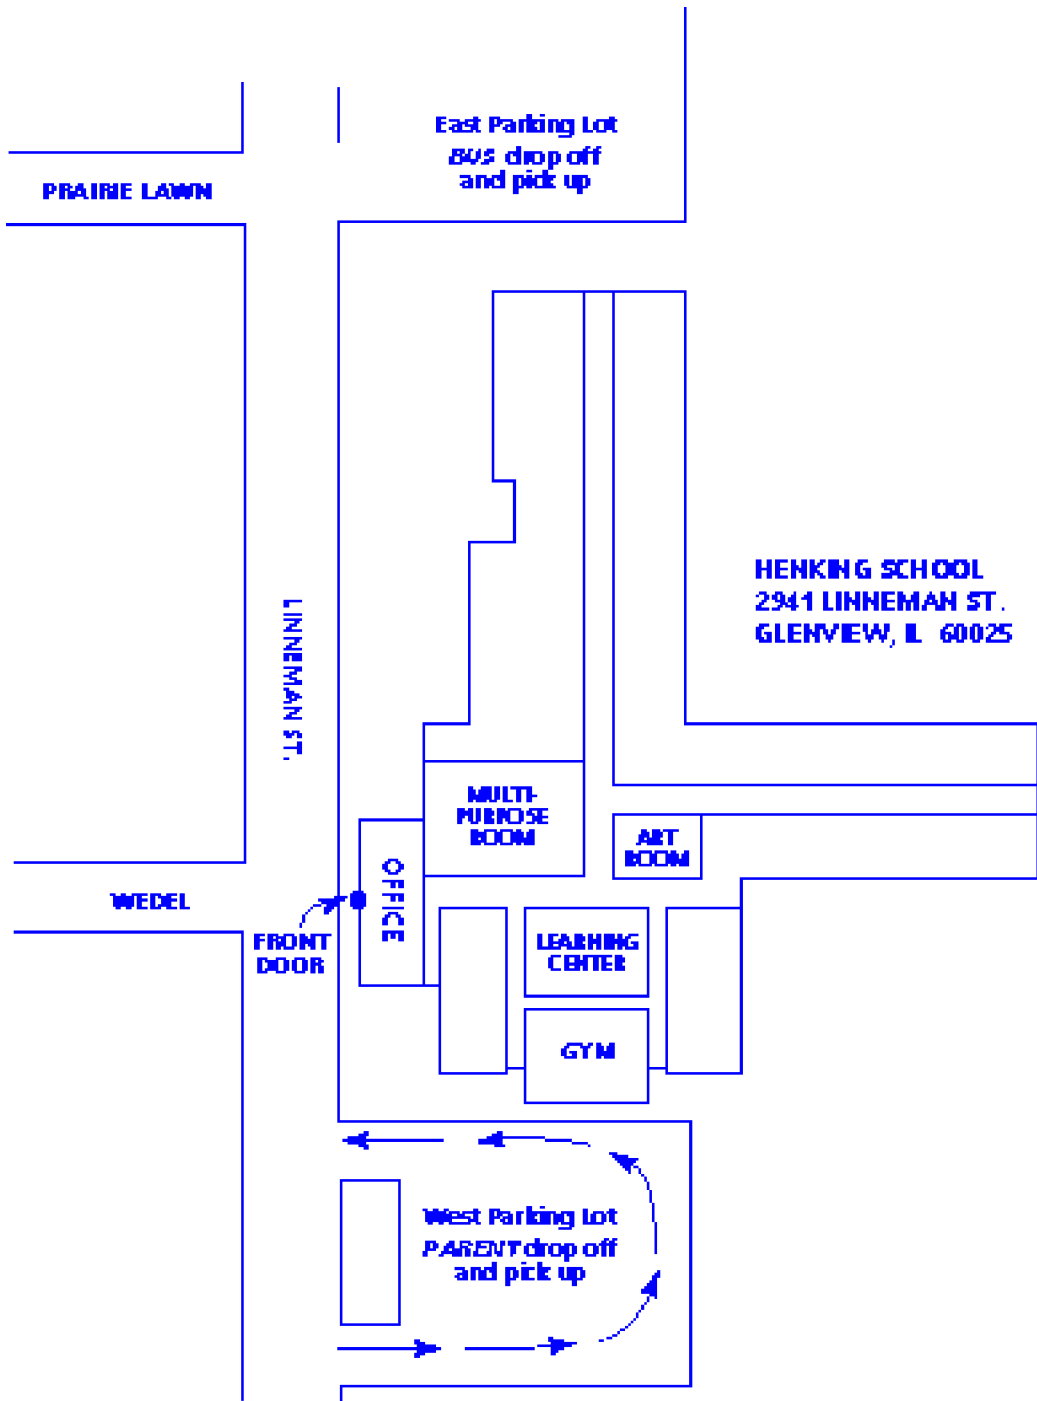 East Parking Lot
BUS drop off
and pick up
PRAIRIE LAWN
HENKING SCHOOL
2941 LINNEMAN ST.
GLENVIEW, IL 60025
LINNEMAN ST.
MULTI-
PURPOSE
ROOM
ART
ROOM
OFFICE
WEDEL
FRONT
DOOR
LEARNING
CENTER
GYM
West Parking Lot
PARENT drop off
and pick up